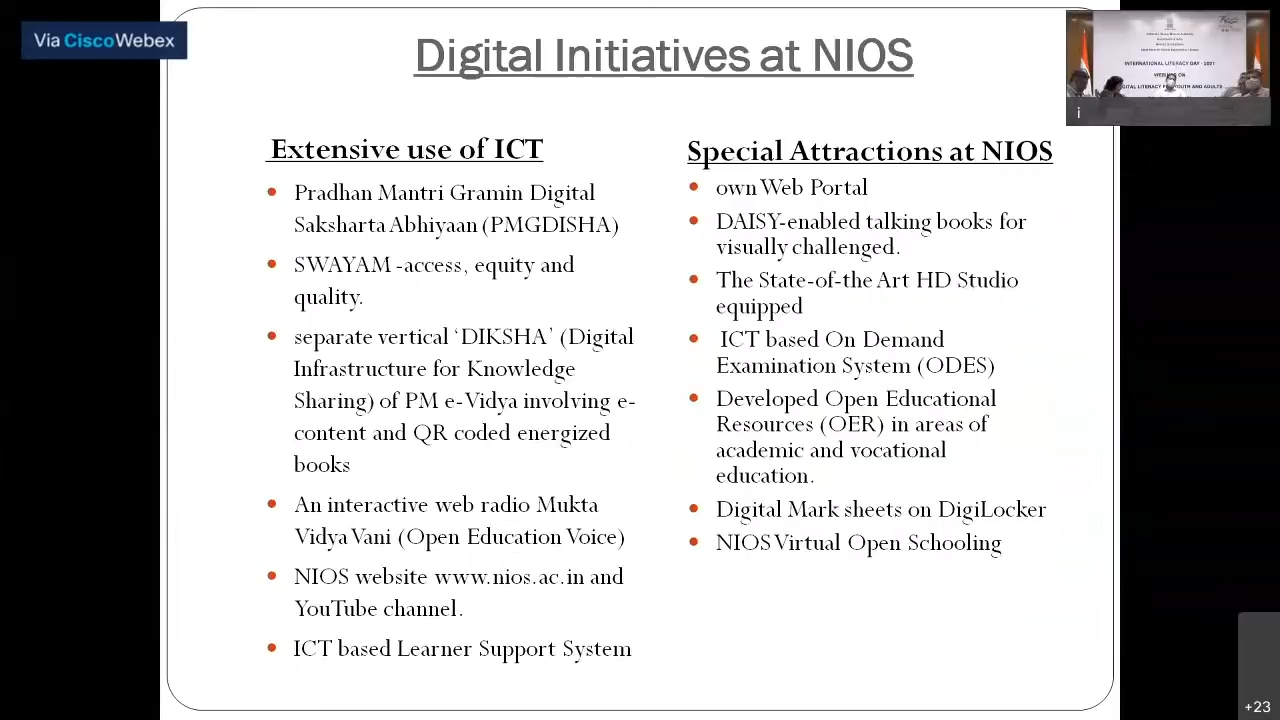 Via CiscoWebex
Digital Initiatives at NIOS
Extensive use of ICT
Pradhan Mantri Gramin Digital
Saksharta Abhiyaan (PMGDISHA)
SWAYAM -access, equity and
quality.
separate vertical ‘DIKSHA’ (Digital
Infrastructure for Knowledge
Sharing) of PM e-Vidya involving e-
content and QR coded energized
books
An interactive web radio Mukta
Vidya Vani (Open Education Voice)
NIOS website www.nios.ac.in and
YouTube channel.
ICT based Learner Support System
Special Attractions at NIOS
own Web Portal
DAISY-enabled talking books for
visually challenged.
The State-of-the Art HD Studio
equipped
ICT based On Demand
Examination System (ODES)
Developed Open Educational
Resources (OER) in areas of
academic and vocational
education.
Digital Mark sheets on DigiLocker
NIOS Virtual Open Schooling
INTERNATIONAL LITERACY DAY - 2021
WEBINAR ON
LITERACY YOUTH AND ADULTS
i
+23